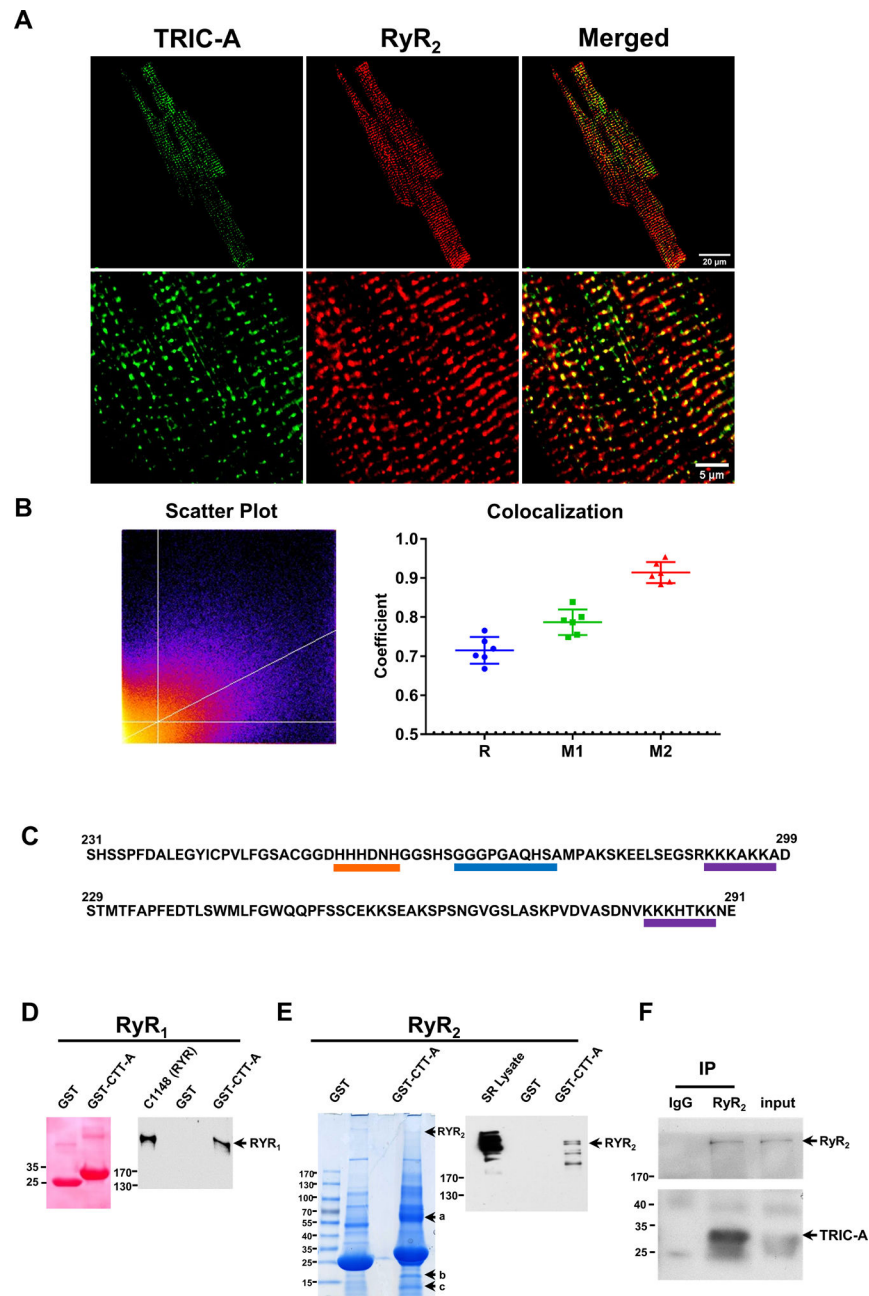 A
TRIC-A RyR2 Merged
20 µm
5 µm
B
Scatter Plot
Colocalization
Coefficient
1.0
0.9
0.8
0.7
0.6
0.5
R M1 M2
C
231
SHSSPFDALEGYICPVLFGSACGGDHHHDNHGGSHSGGGPGAQHSAMPAKSKEELSEGSRKKKAKKAD
299
229
STMTFAPFEDTLSWMLFGWQQPFSSCEKKSEAKSPSNGVGSLASKPVDVASDNVKKKHTKKNE
291
D
RyR1
GST
GST-CTT-A
C1148 (RYR)
GST
GST-CTT-A
RYR1
35
25
170
130
E
RyR2
GST
GST-CTT-A
SR Lysate
GST
GST-CTT-A
RYR2
170
130
100
70
55
40
35
25
15
a
b
c
170
130
RYR2
F
IP
IgG RyR2 input
RyR2
170
40
35
25
TRIC-A